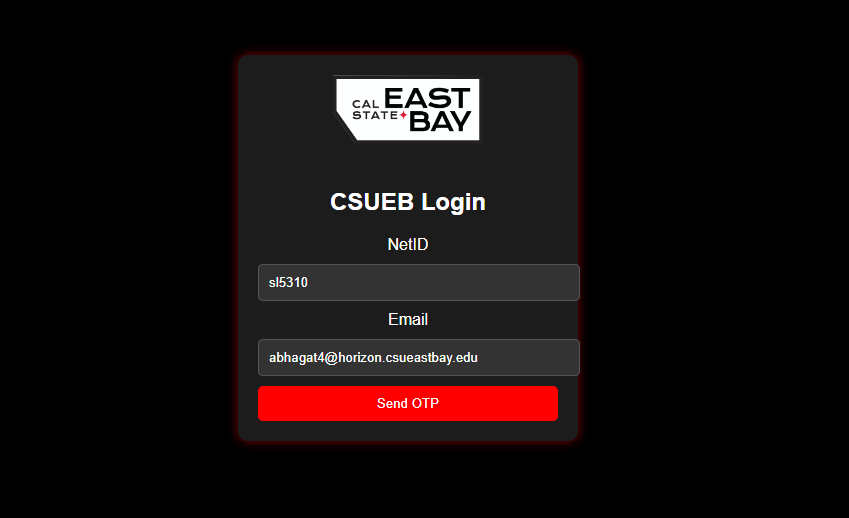 CAL EAST
STATE BAY
CSUEB Login
NetID
sl5310
Email
abhagat4@horizon.csueastbay.edu
Send OTP